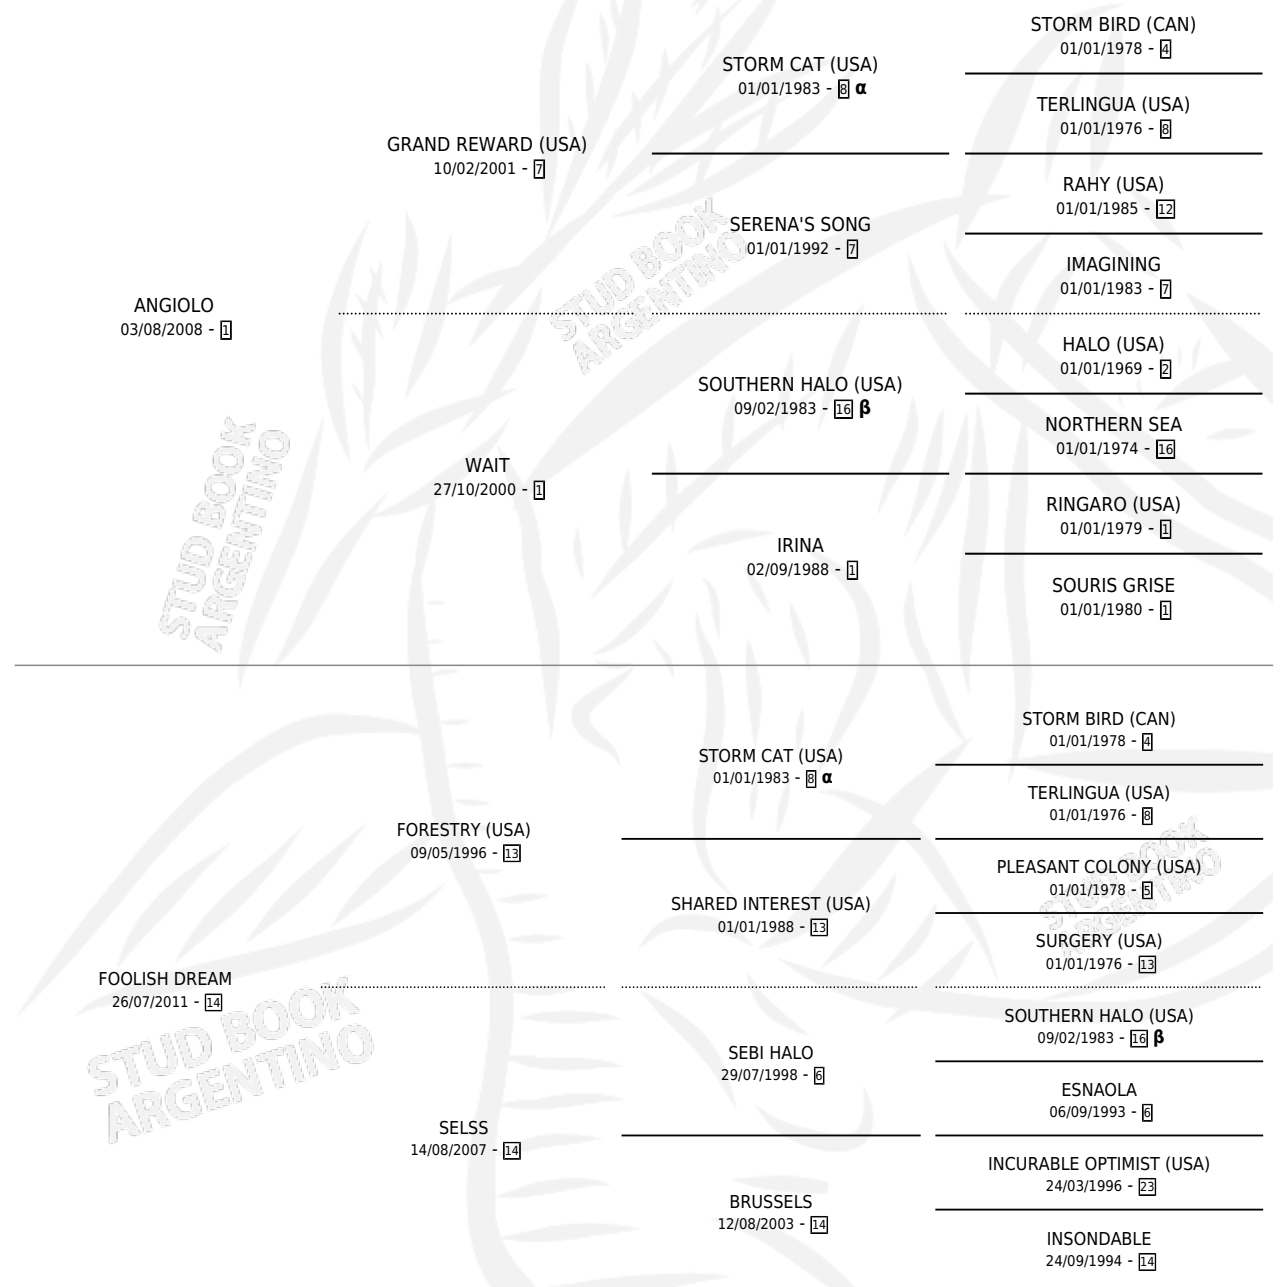 STORM BIRD (CAN)
01/01/1978 - 4
STORM CAT (USA)
01/01/1983 - 8 α
TERLINGUA (USA)
01/01/1976 - 8
GRAND REWARD (USA)
10/02/2001 - 7
RAHY (USA)
01/01/1985 - 12
SERENA'S SONG
01/01/1992 - 7
IMAGINING
01/01/1983 - 7
ANGIOLO
03/08/2008 - 1
HALO (USA)
01/01/1969 - 2
SOUTHERN HALO (USA)
09/02/1983 - 16 β
NORTHERN SEA
01/01/1974 - 16
WAIT
27/10/2000 - 1
RINGARO (USA)
01/01/1979 - 1
IRINA
02/09/1988 - 1
SOURIS GRISE
01/01/1980 - 1
STUD BOOK
ARGENTINO
STUD BOOK
ARGENTINO
STORM BIRD (CAN)
01/01/1978 - 4
STORM CAT (USA)
01/01/1983 - 8 α
TERLINGUA (USA)
01/01/1976 - 8
FORESTRY (USA)
09/05/1996 - 13
PLEASANT COLONY (USA)
01/01/1978 - 5
SHARED INTEREST (USA)
01/01/1988 - 13
SURGERY (USA)
01/01/1976 - 13
FOOLISH DREAM
26/07/2011 - 14
SOUTHERN HALO (USA)
09/02/1983 - 16 β
SEBI HALO
29/07/1998 - 6
ESNAOLA
06/09/1993 - 6
SELSS
14/08/2007 - 14
INCURABLE OPTIMIST (USA)
24/03/1996 - 23
BRUSSELS
12/08/2003 - 14
INSONDABLE
24/09/1994 - 14
STUD BOOK
ARGENTINO
STUD BOOK
ARGENTINO